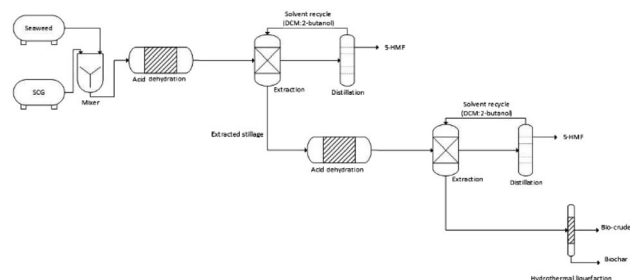 Solvent recycle
(DCM:2-butanol)
Seaweed
5-HMF
SCG
Mixer
Acid dehydration
Extraction
Distillation
Solvent recycle
(DCM:2-butanol)
Extracted stillage
5-HMF
Acid dehydration
Extraction
Distillation
Bio-crude
Biochar
Hydrothermal liquefaction